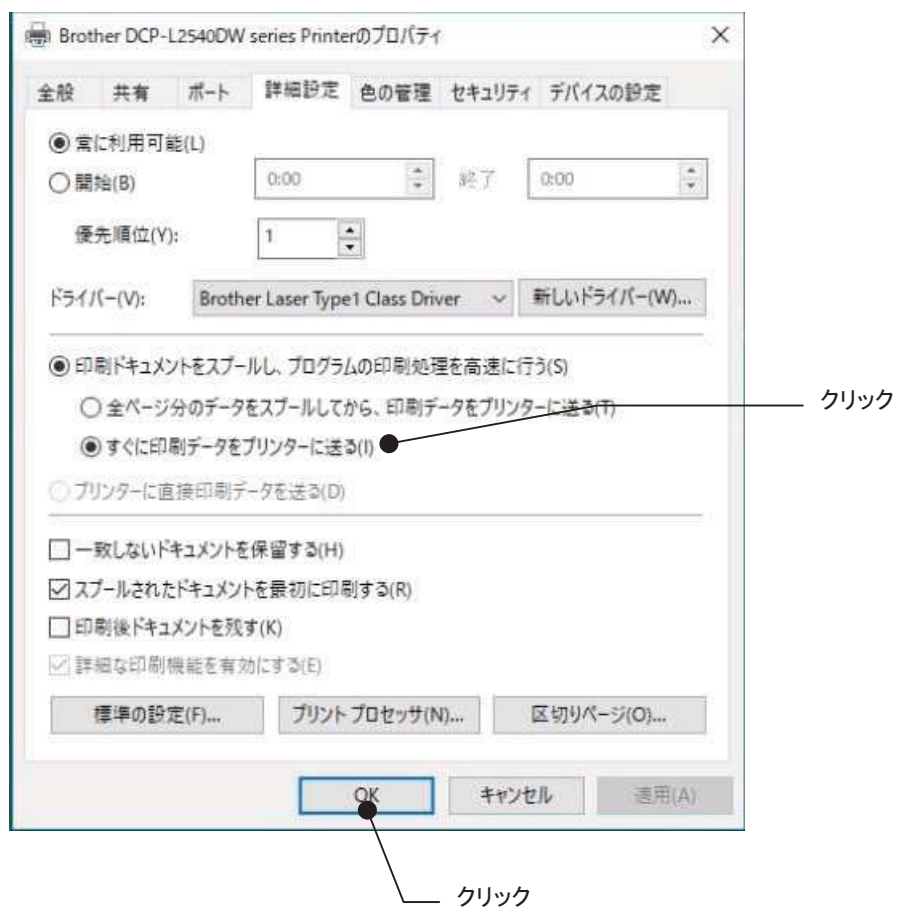 Brother DCP-L2540DW series Printerのプロパティ
全般 共有 ポート 詳細設定 色の管理 セキュリティ デバイスの設定
常に利用可能(L)
開始(B) 0:00 終了 0:00
優先順位(Y): 1
ドライバー(V): Brother Laser Type1 Class Driver 新しいドライバー(W)...
印刷ドキュメントをスプールし、プログラムの印刷処理を高速に行う(S)
全ページ分のデータをスプールしてから、印刷データをプリンターに送る(T)
クリック
すぐに印刷データをプリンターに送る(I)
プリンターに直接印刷データを送る(D)
一致しないドキュメントを保留する(H)
スプールされたドキュメントを最初に印刷する(R)
印刷後ドキュメントを残す(K)
詳細な印刷機能を有効にする(E)
標準の設定(F)... プリント プロセッサ(N)... 区切りページ(O)...
OK キャンセル 適用(A)
クリック